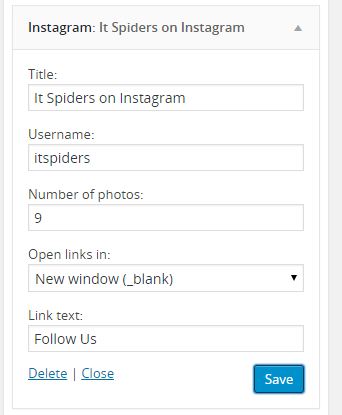 Instagram: It Spiders on Instagram
Title:
It Spiders on Instagram
Username:
itspiders
Number of photos:
9
Open links in:
New window (_blank)
Link text:
Follow Us
Delete | Close
Save